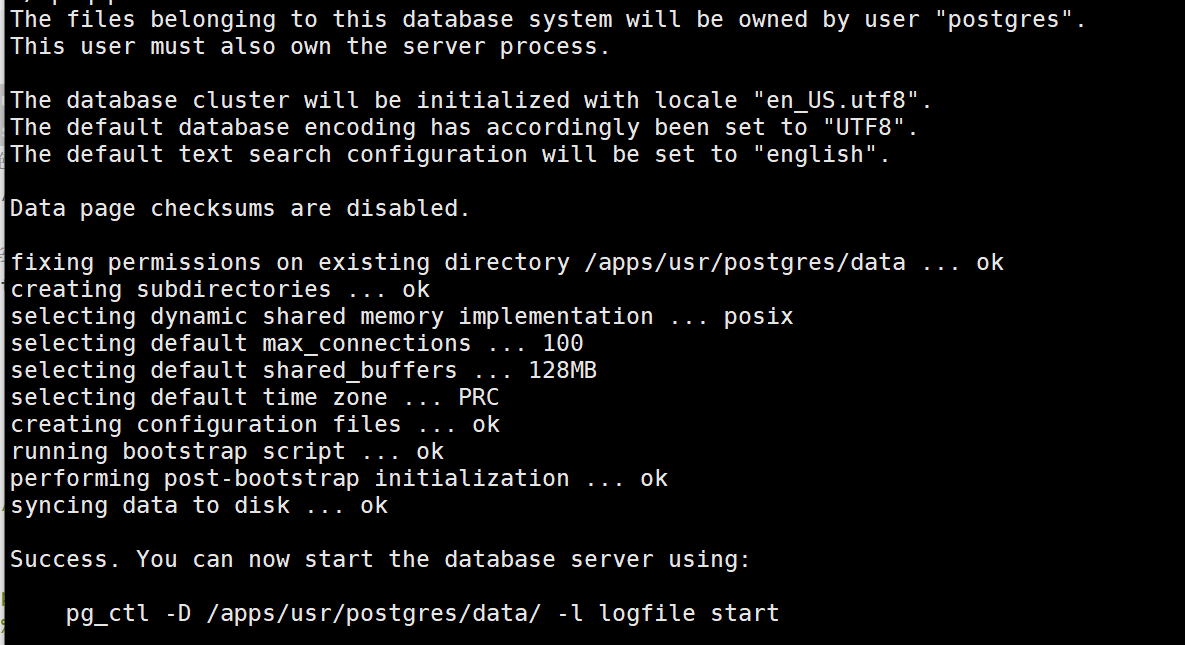 The files belonging to this database system will be owned by user "postgres".
This user must also own the server process.
The database cluster will be initialized with locale "en_US.utf8".
The default database encoding has accordingly been set to "UTF8".
The default text search configuration will be set to "english".
Data page checksums are disabled.
fixing permissions on existing directory /apps/usr/postgres/data ... ok
creating subdirectories ... ok
selecting dynamic shared memory implementation ... posix
selecting default max_connections ... 100
selecting default shared_buffers ... 128MB
selecting default time zone ... PRC
creating configuration files ... ok
running bootstrap script ... ok
performing post-bootstrap initialization ... ok
syncing data to disk ... ok
Success. You can now start the database server using:
pg_ctl -D /apps/usr/postgres/data/ -l logfile start